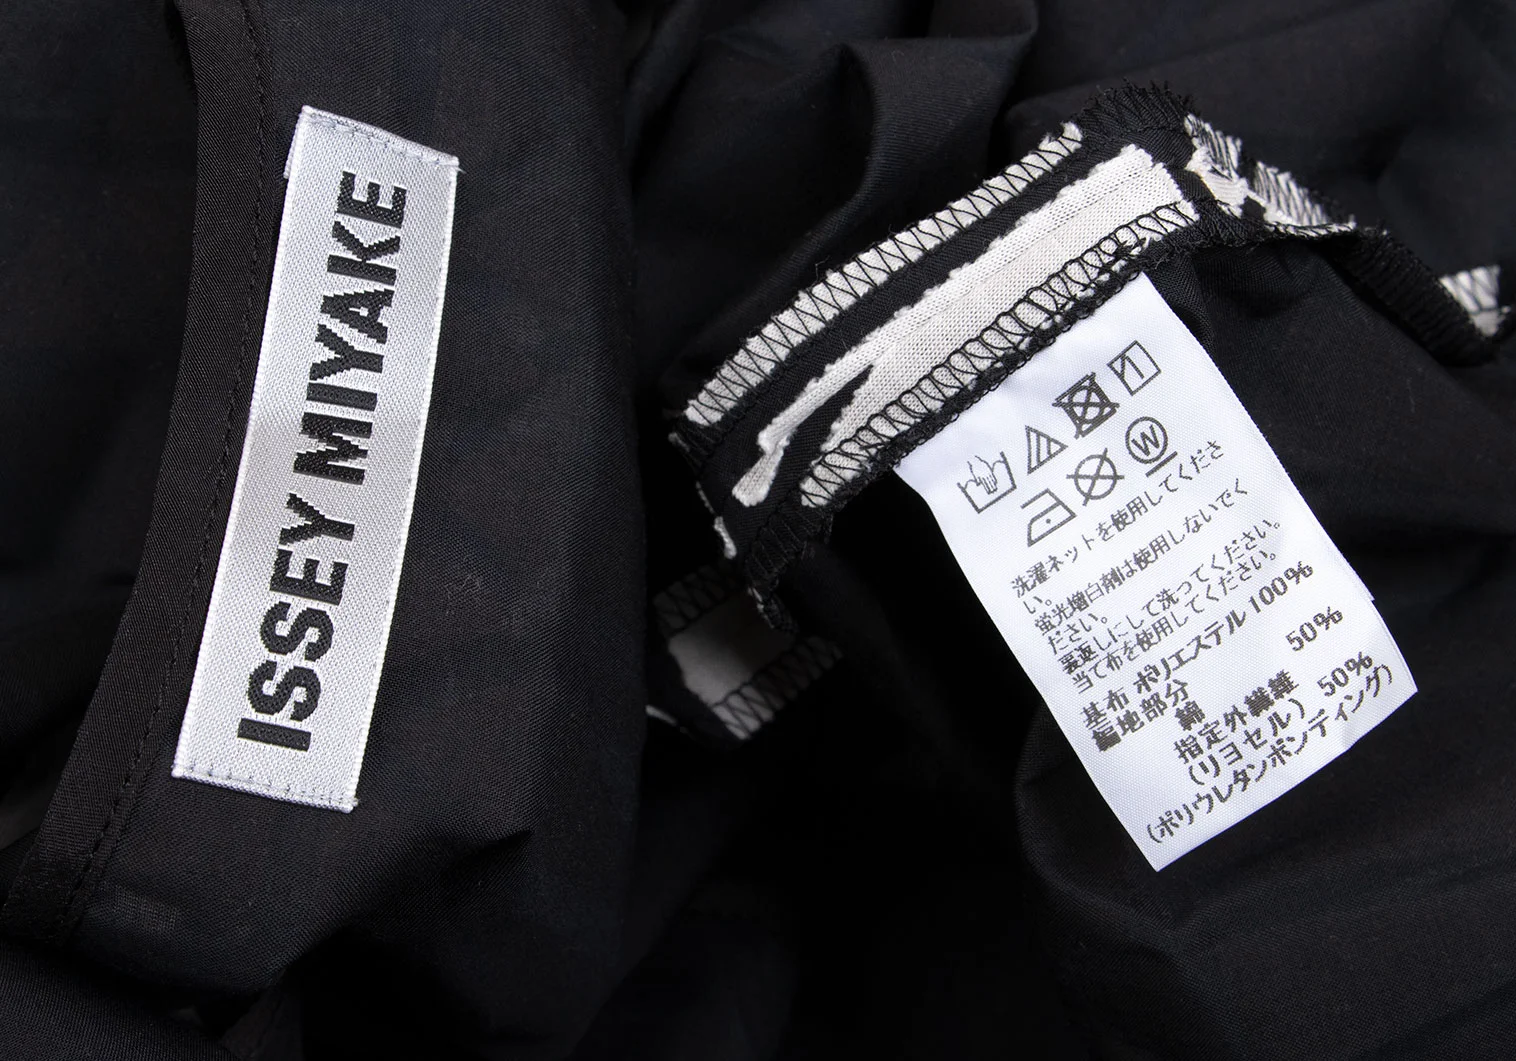 ISSEY MIYAKE
W
洗濯ネットを使用してくださ
い。
蛍光増白剤は使用しないでく
ださい。
裏返しにして洗ってください。
当て布を使用してください。
基布 ポリエステル 100%
編地部分
綿 50%
指定外繊維 50%
(リヨセル)
(ポリウレタンボンディング)